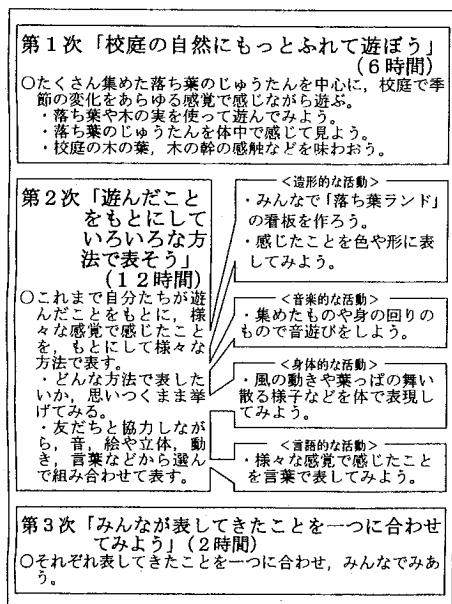 第1次「校庭の自然にもっとふれて遊ぼう」
(6時間)
○たくさん集めた落ち葉のじゅうたんを中心に,校庭で季
節の変化をあらゆる感覚で感じながら遊ぶ。
・落ち葉や木の実を使って遊んでみよう。
・落ち葉のじゅうたんを体中で感じて見よう。
・校庭の木の葉,木の幹の感触などを味わおう。
第2次「遊んだこと
をもとにして
いろいろな方
法で表そう」
(12時間)
○これまで自分たちが遊
んだことをもとに,様
々な感覚で感じたこと
を,もとにして様々な
方法で表す。
・どんな方法で表した
いか,思いつくまま挙
げてみる。
・友だちと協力しなが
ら,音,絵や立体,動
き,言葉などから選ん
で組み合わせて表す。
<造形的な活動>
・みんなで「落ち葉ランド」
の看板を作ろう。
・感じたことを色や形に表
してみよう。
<音楽的な活動>
・集めたものや身の回りの
もので音遊びをしよう。
<身体的な活動>
・風の動きや葉っぱの舞い
散る様子などを体で表現し
てみよう。
<言語的な活動>
・様々な感覚で感じたこと
を言葉で表してみよう。
第3次「みんなが表してきたことを一つに合わせ
てみよう」(2時間)
○それぞれ表してきたことを一つに合わせ,みんなでみあ
う。